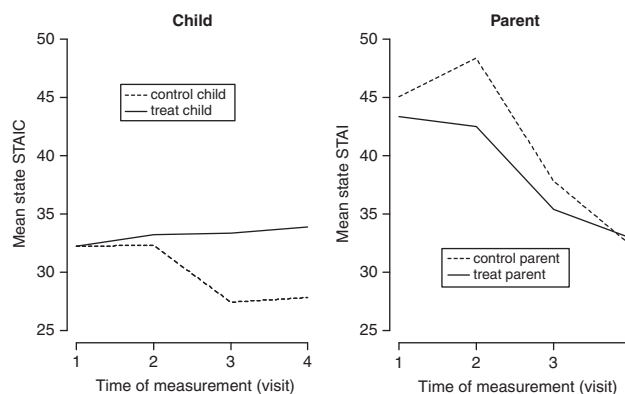 Child
50
45
40
35
30
25
Mean state STAIC
control child
treat child
1 2 3 4
Time of measurement (visit)
Parent
50
45
40
35
30
25
Mean state STAI
control parent
treat parent
1 2 3
Time of measurement (visit)